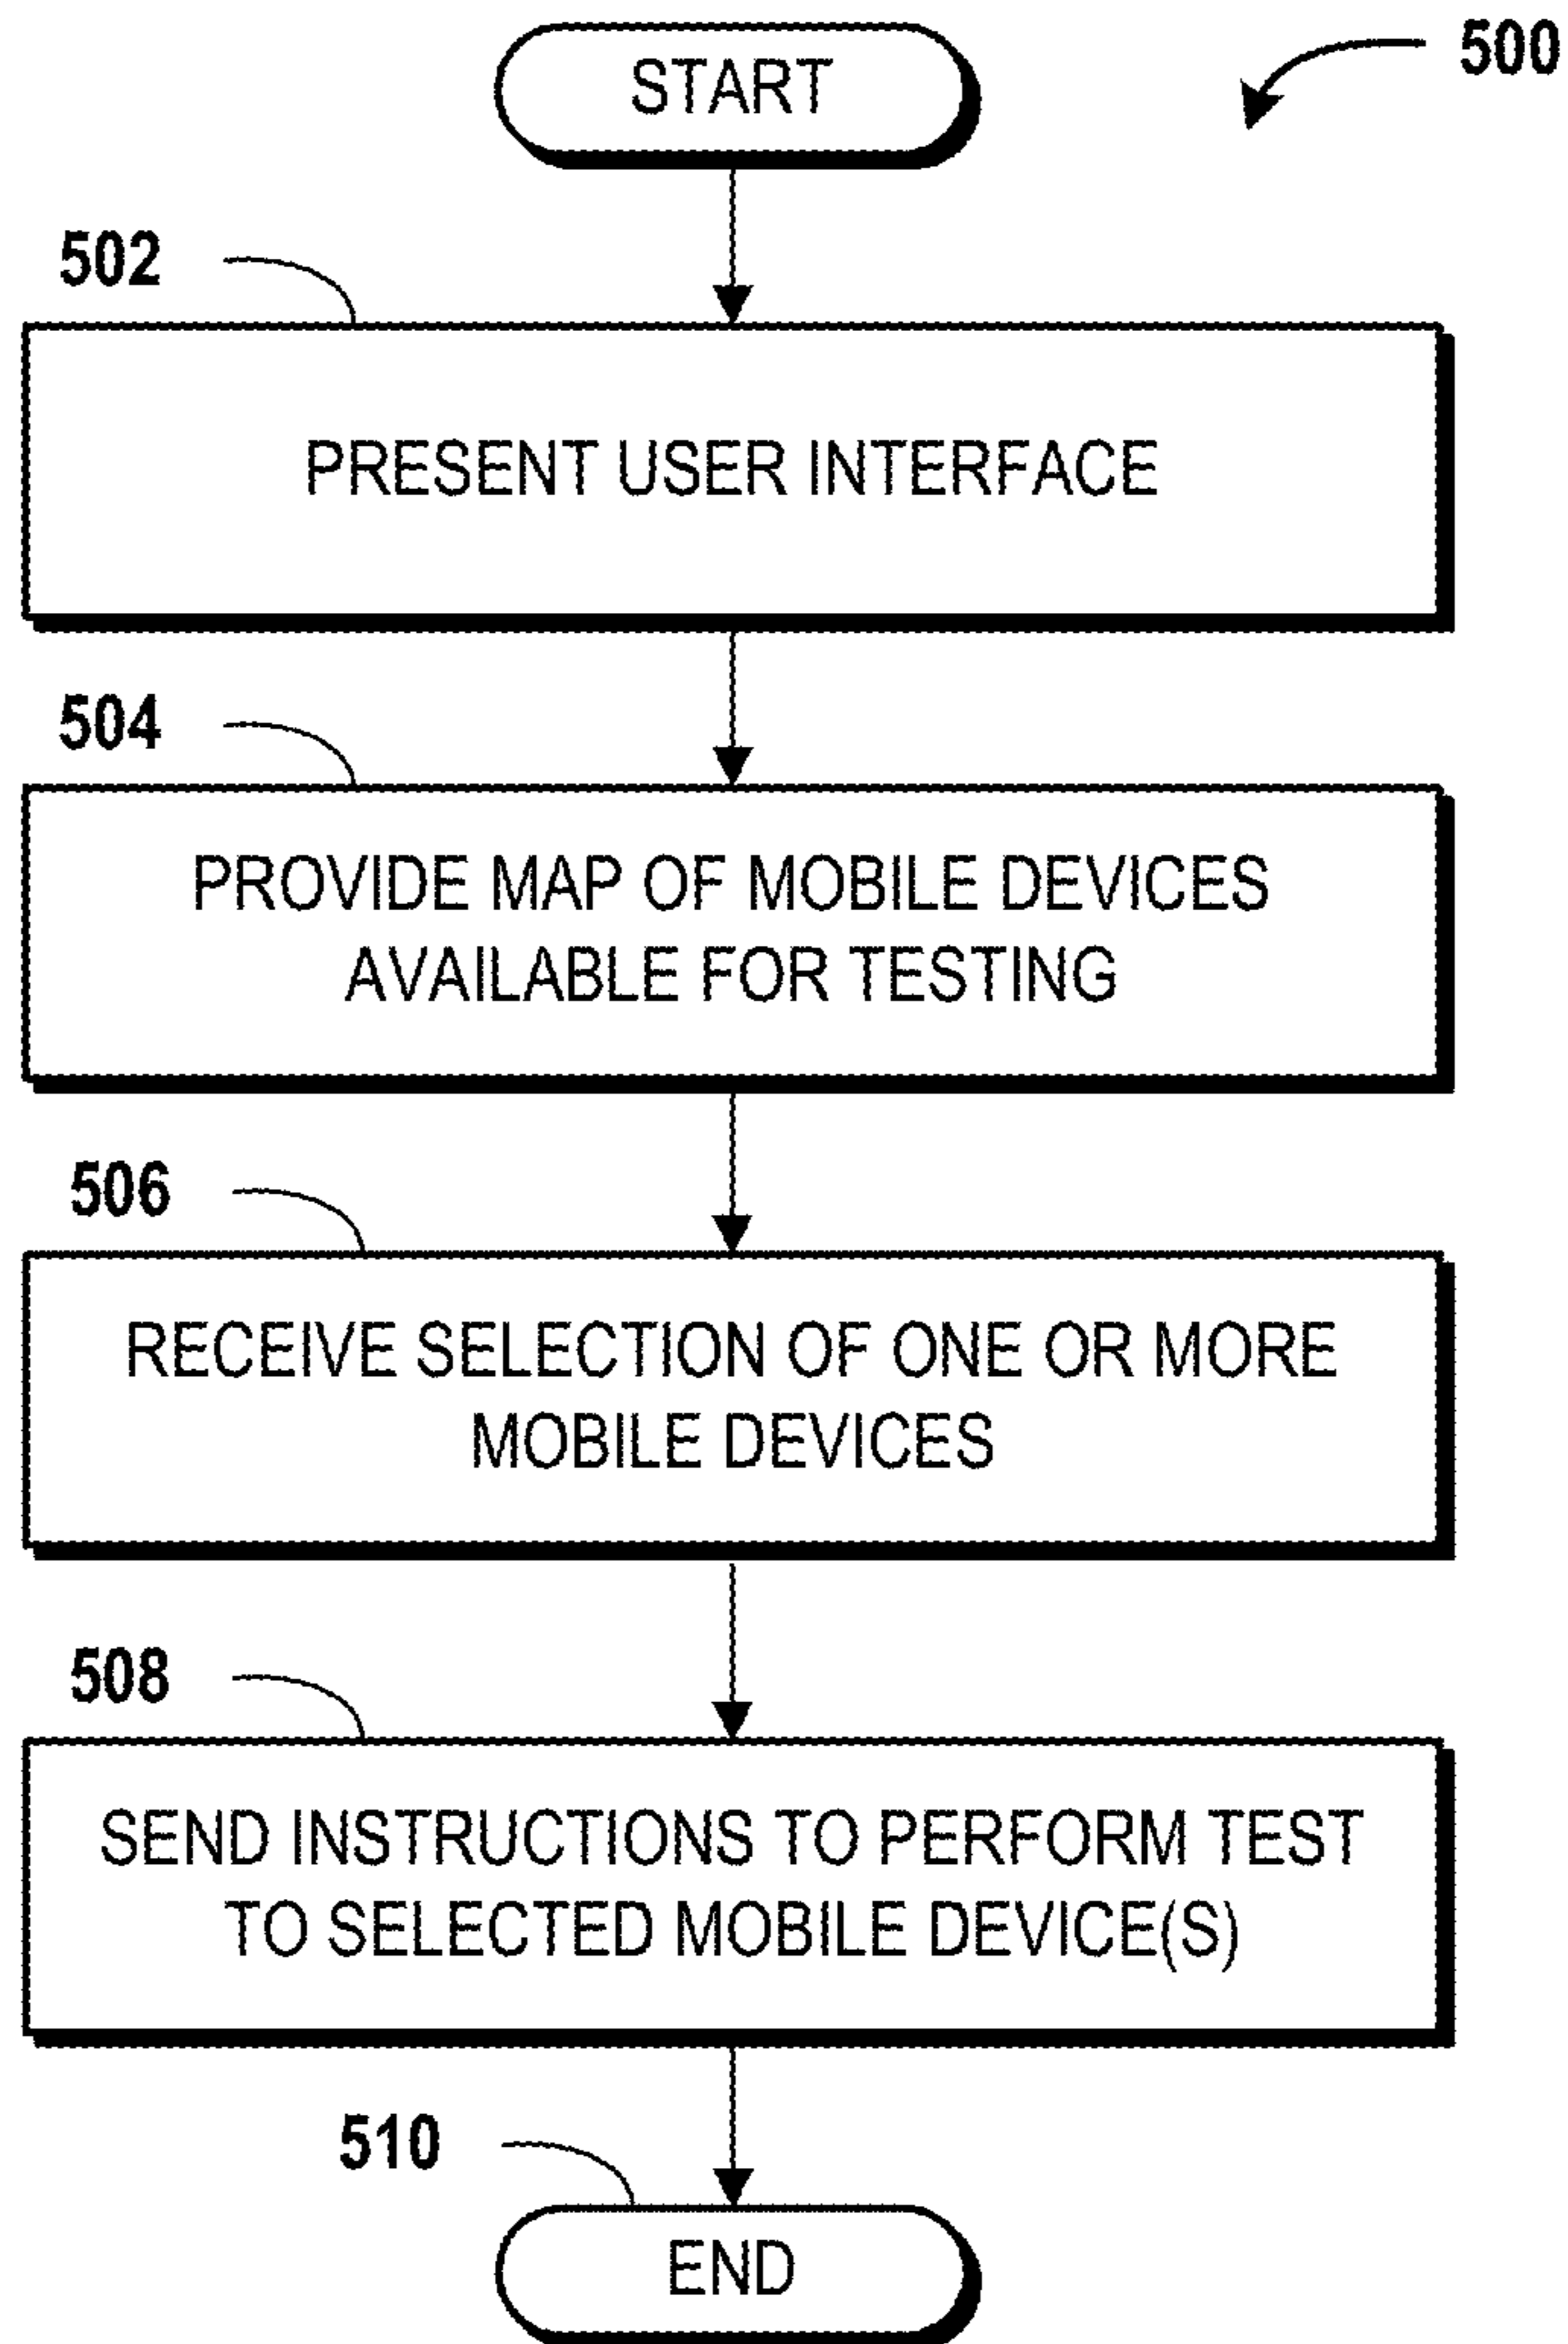 START
500
502
PRESENT USER INTERFACE
504
PROVIDE MAP OF MOBILE DEVICES
AVAILABLE FOR TESTING
506
RECEIVE SELECTION OF ONE OR MORE
MOBILE DEVICES
508
SEND INSTRUCTIONS TO PERFORM TEST
TO SELECTED MOBILE DEVICE(S)
510
END